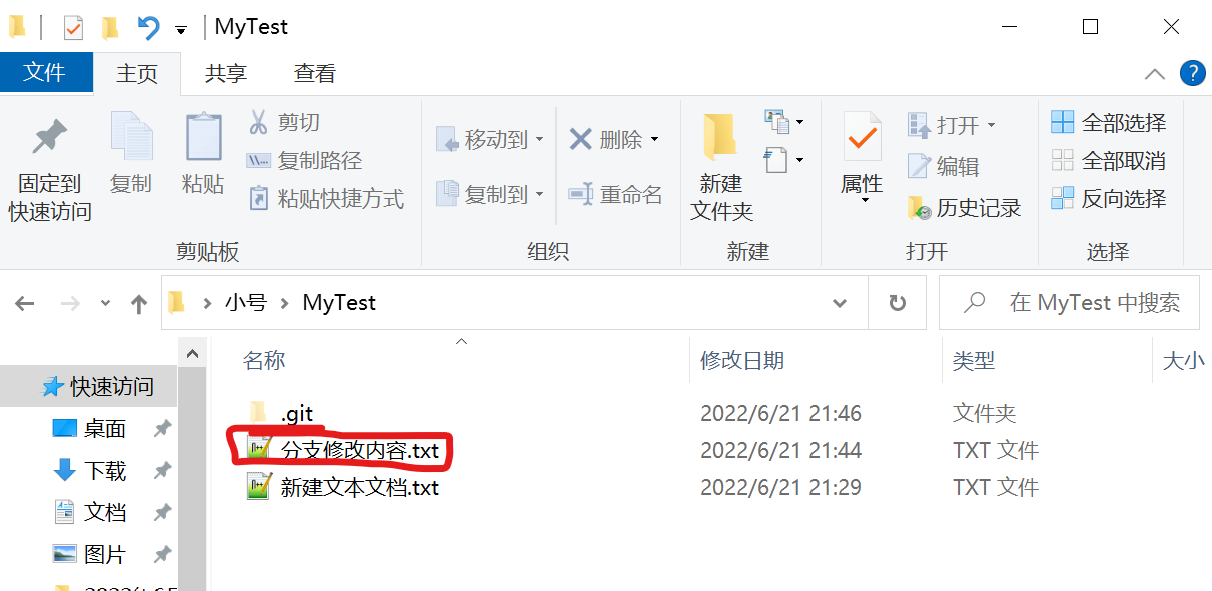 MyTest
文件 主页 共享 查看
固定到
快速访问
复制
粘贴
剪切
复制路径
粘贴快捷方式
剪贴板
移动到
复制到
删除
重命名
组织
新建
文件夹
新建
属性
打开
编辑
历史记录
打开
全部选择
全部取消
反向选择
选择
小号 > MyTest
在 MyTest 中搜索
快速访问
桌面
下载
文档
图片
名称 修改日期 类型 大小
.git 2022/6/21 21:46 文件夹
分支修改内容.txt 2022/6/21 21:44 TXT 文件
新建文本文档.txt 2022/6/21 21:29 TXT 文件